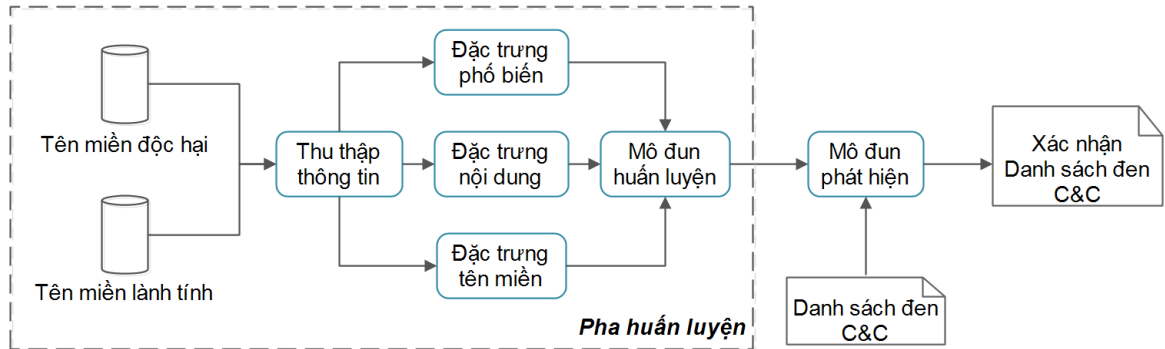 Tên miền độc hại
Tên miền lành tính
Thu thập
thông tin
Đặc trưng
phố biến
Đặc trưng
nội dung
Đặc trưng
tên miền
Mô đun
huấn luyện
Pha huấn luyện
Mô đun
phát hiện
Danh sách đen
C&C
Xác nhận
Danh sách đen
C&C